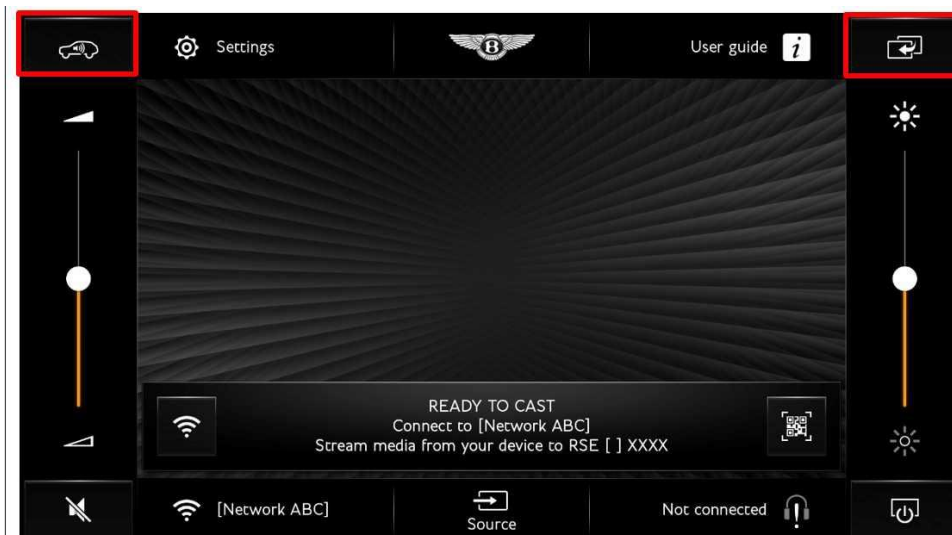 Settings
B
User guide
i
READY TO CAST
Connect to [Network ABC]
Stream media from your device to RSE [ ] XXXX
[Network ABC]
Source
Not connected